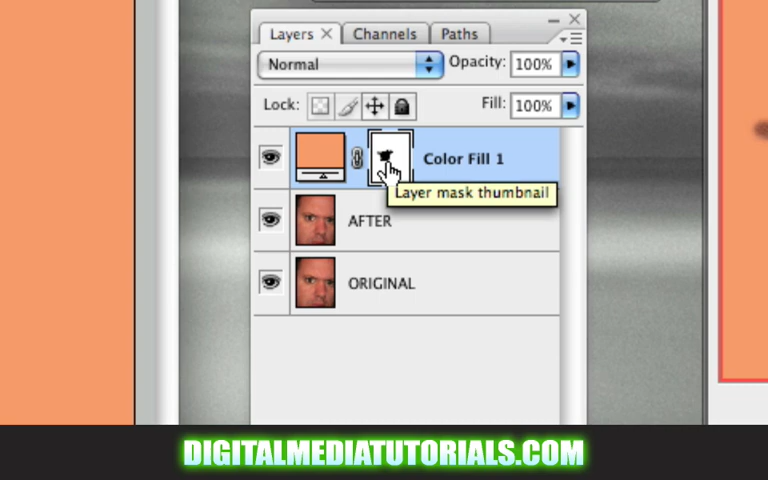 Layers Channels Paths
Normal Opacity: 100%
Lock: Fill: 100%
Color Fill 1
Layer mask thumbnail
AFTER
ORIGINAL
DIGITALMEDIATUTORIALS.COM